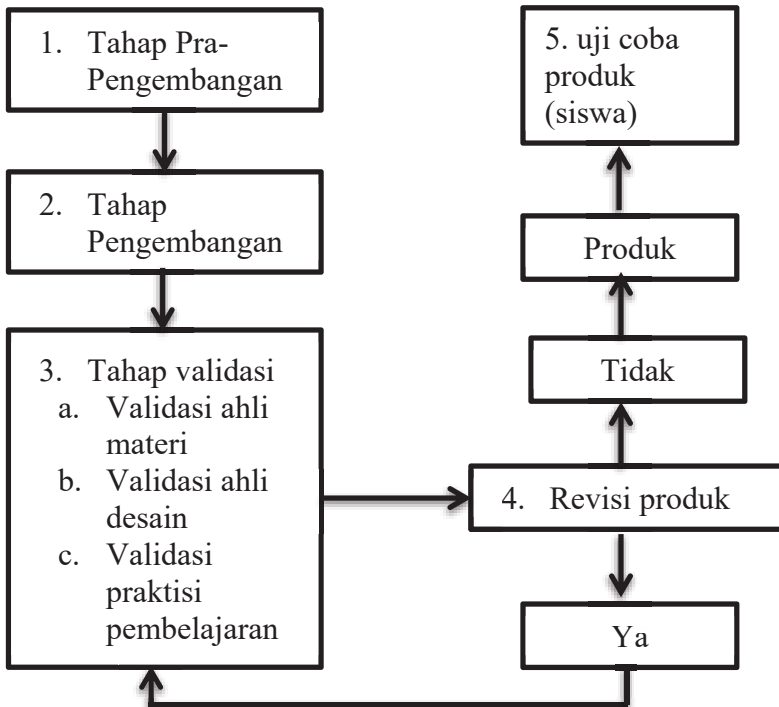 1. Tahap Pra-
Pengembangan
2. Tahap
Pengembangan
3. Tahap validasi
a. Validasi ahli
materi
b. Validasi ahli
desain
c. Validasi
praktisi
pembelajaran
4. Revisi produk
Ya
Tidak
Produk
5. uji coba
produk
(siswa)